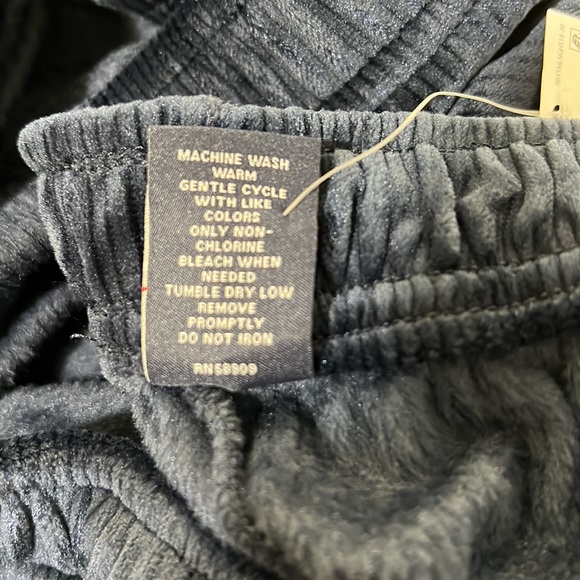 MACHINE WASH
WARM
GENTLE CYCLE
WITH LIKE
COLORS
ONLY NON-
CHLORINE
BLEACH WHEN
NEEDED
TUMBLE DRY LOW
REMOVE
PROMPTLY
DO NOT IRON
RN58909